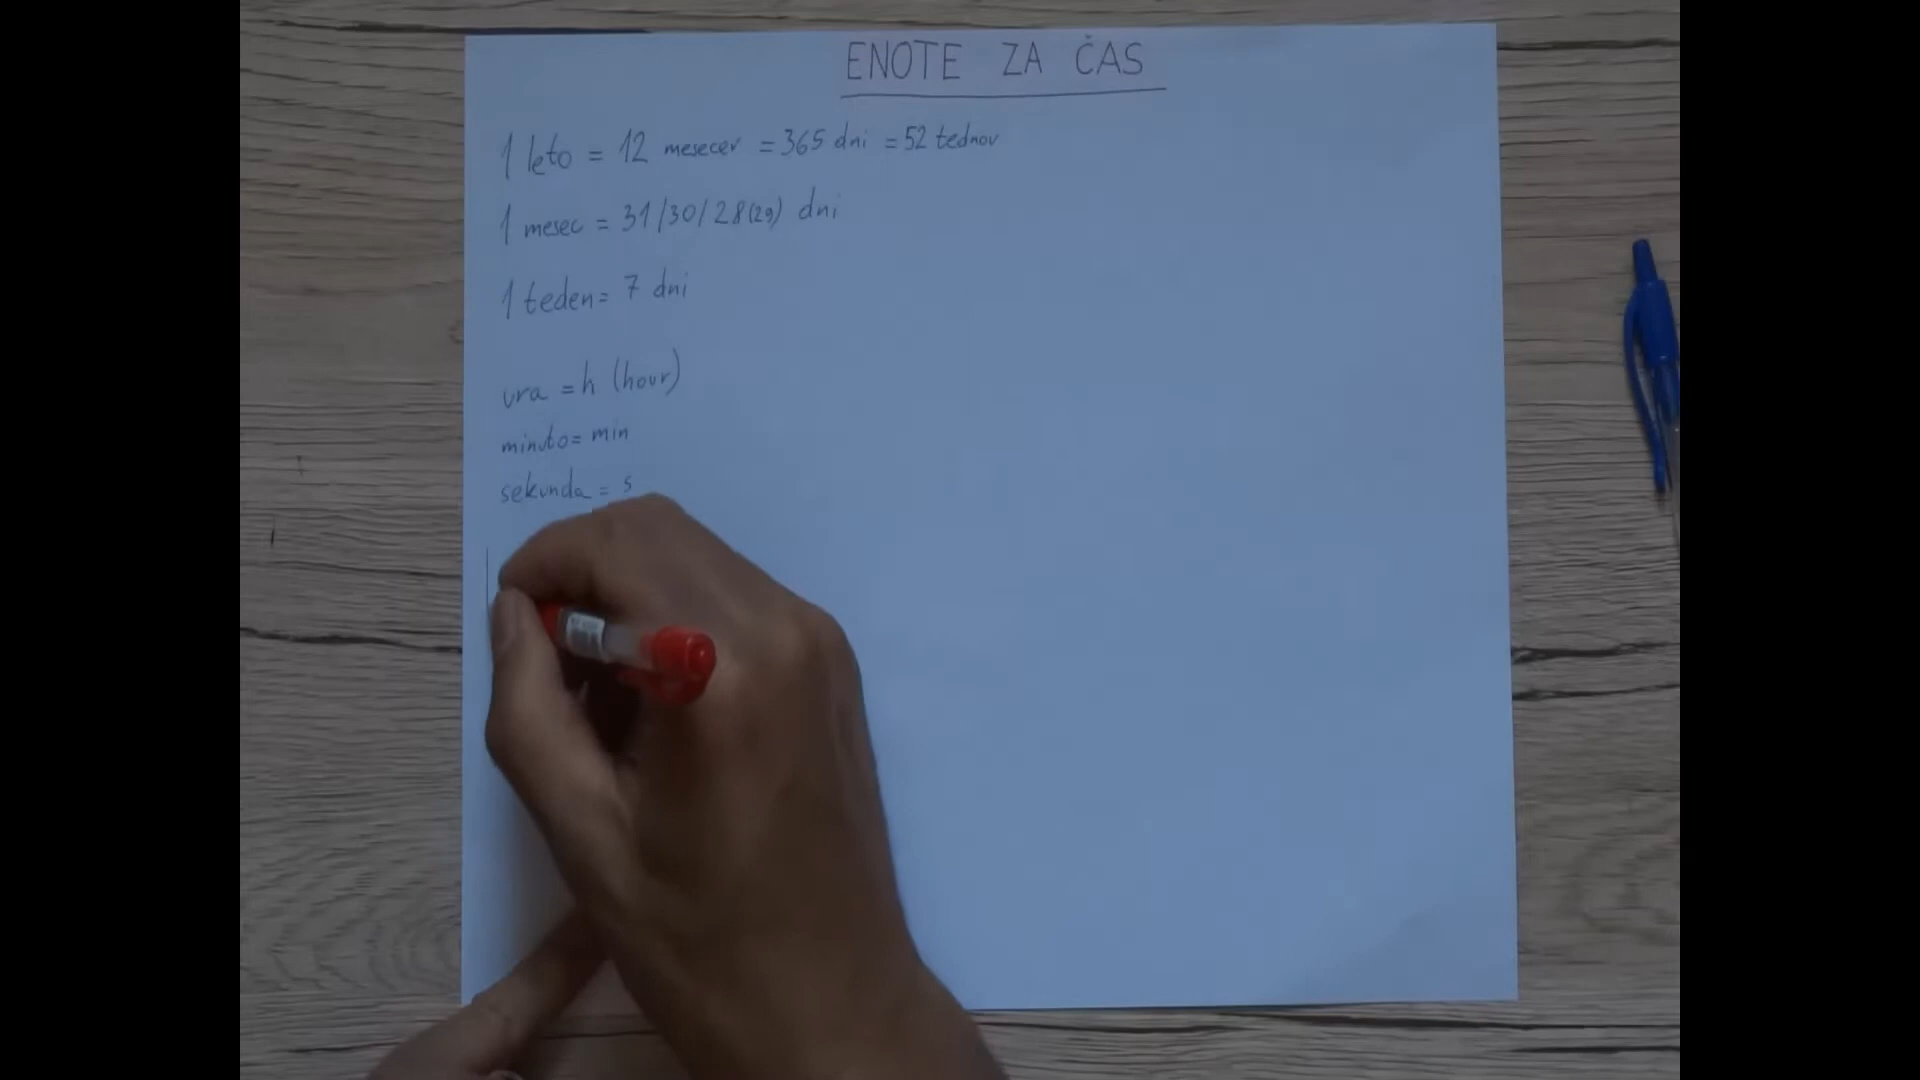 ENOTE ZA ČAS
1 leto = 12 mesecev = 365 dni = 52 tednov
1 mesec = 31/30/28(29) dni
1 teden = 7 dni
ura = h (hour)
minuta = min
sekunda = s